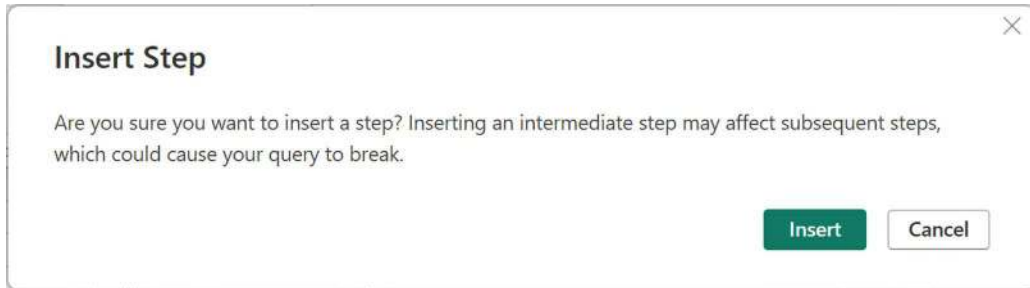 Insert Step
Are you sure you want to insert a step? Inserting an intermediate step may affect subsequent steps,
which could cause your query to break.
Insert
Cancel